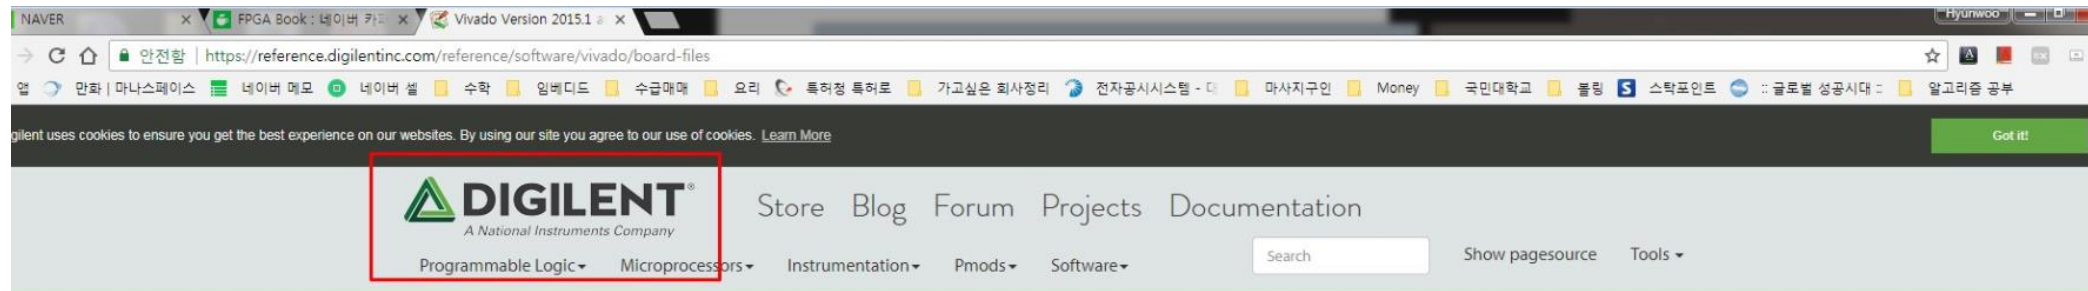 NAVER FPGA Book : 네이버 카페 Vivado Version 2015.1 a Hyunwoo
안전함 https://reference.digilentinc.com/reference/software/vivado/board-files
앱 만화 | 마나스페이스 네이버 메모 네이버 셀 수학 임베디드 수급매매 요리 특허청 특허로 가고싶은 회사정리 전자공시시스템 - 대 마사지구인 Money 국민대학교 볼링 스탁포인트 :: 글로벌 성공시대 :: 알고리즘 공부
gilent uses cookies to ensure you get the best experience on our websites. By using our site you agree to our use of cookies. Learn More Got it!
DIGILENT® Store Blog Forum Projects Documentation
A National Instruments Company
Programmable Logic Microprocessors Instrumentation Pmods Software Search Show pagesource Tools